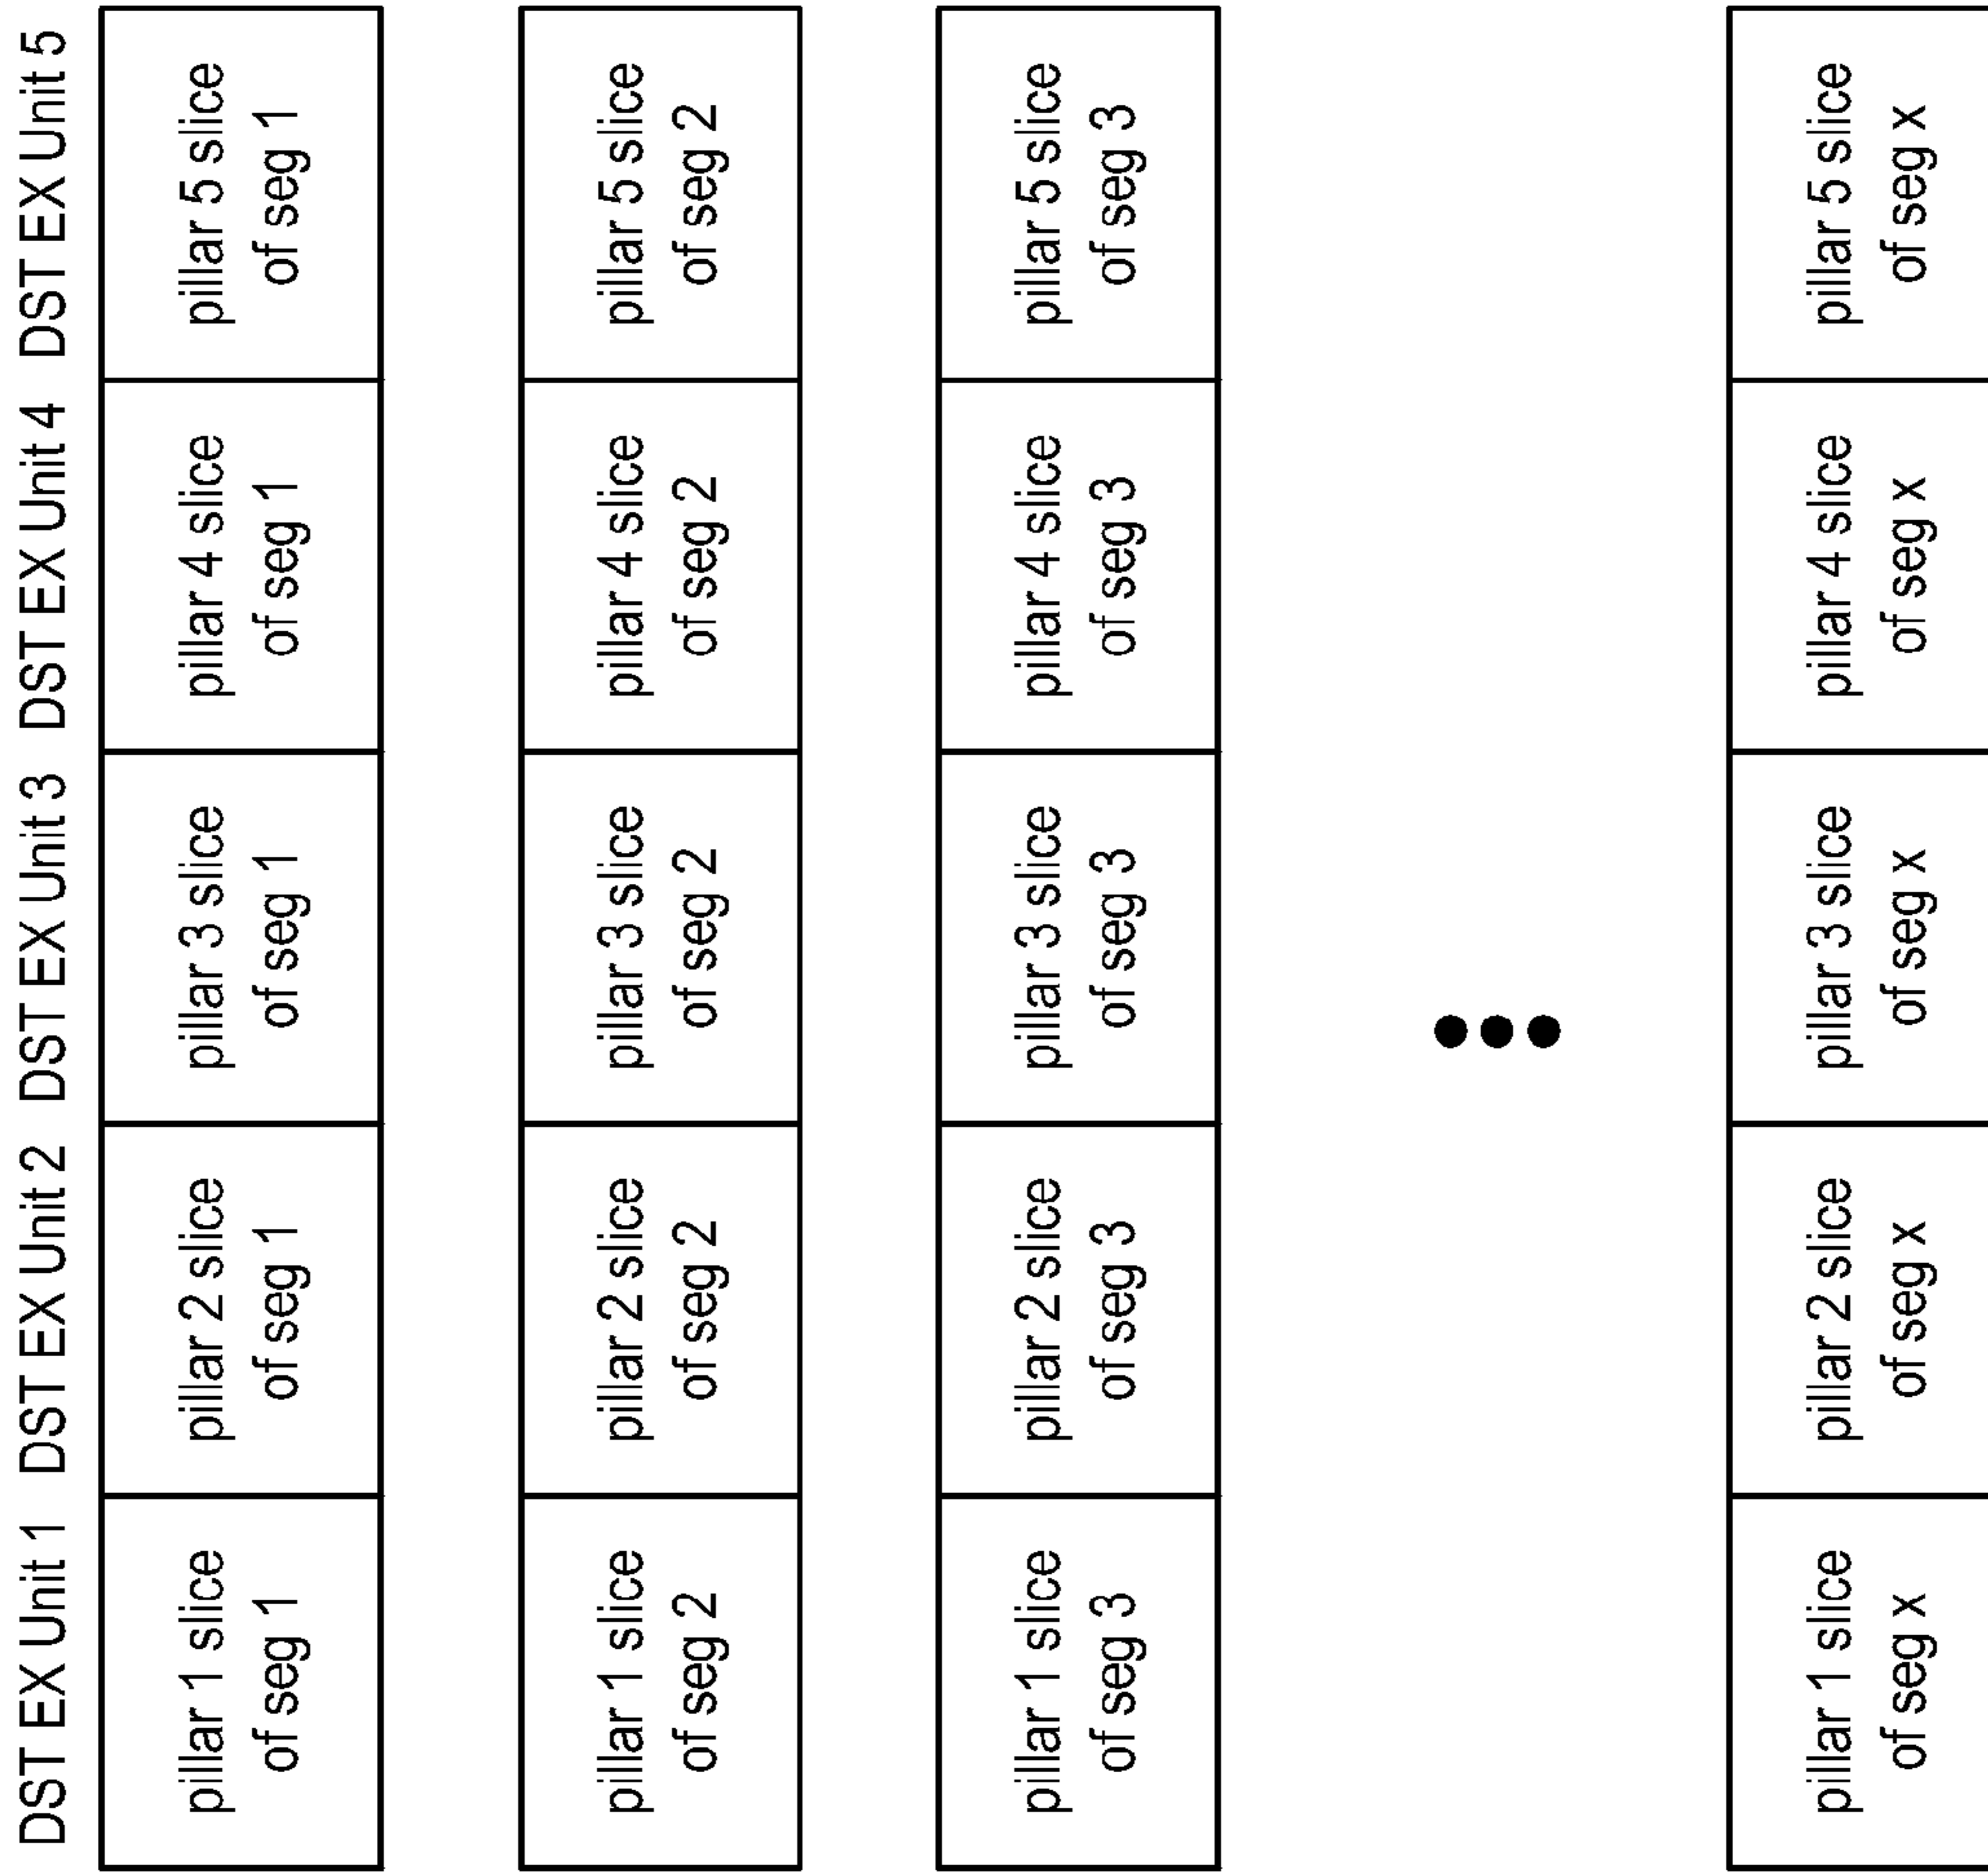 DST EX Unit 1 DST EX Unit 2 DST EX Unit 3 DST EX Unit 4 DST EX Unit 5
pillar 1 slice
of seg 1
pillar 2 slice
of seg 1
pillar 3 slice
of seg 1
pillar 4 slice
of seg 1
pillar 5 slice
of seg 1
pillar 1 slice
of seg 2
pillar 2 slice
of seg 2
pillar 3 slice
of seg 2
pillar 4 slice
of seg 2
pillar 5 slice
of seg 2
pillar 1 slice
of seg 3
pillar 2 slice
of seg 3
pillar 3 slice
of seg 3
pillar 4 slice
of seg 3
pillar 5 slice
of seg 3
pillar 1 slice
of seg x
pillar 2 slice
of seg x
pillar 3 slice
of seg x
pillar 4 slice
of seg x
pillar 5 slice
of seg x